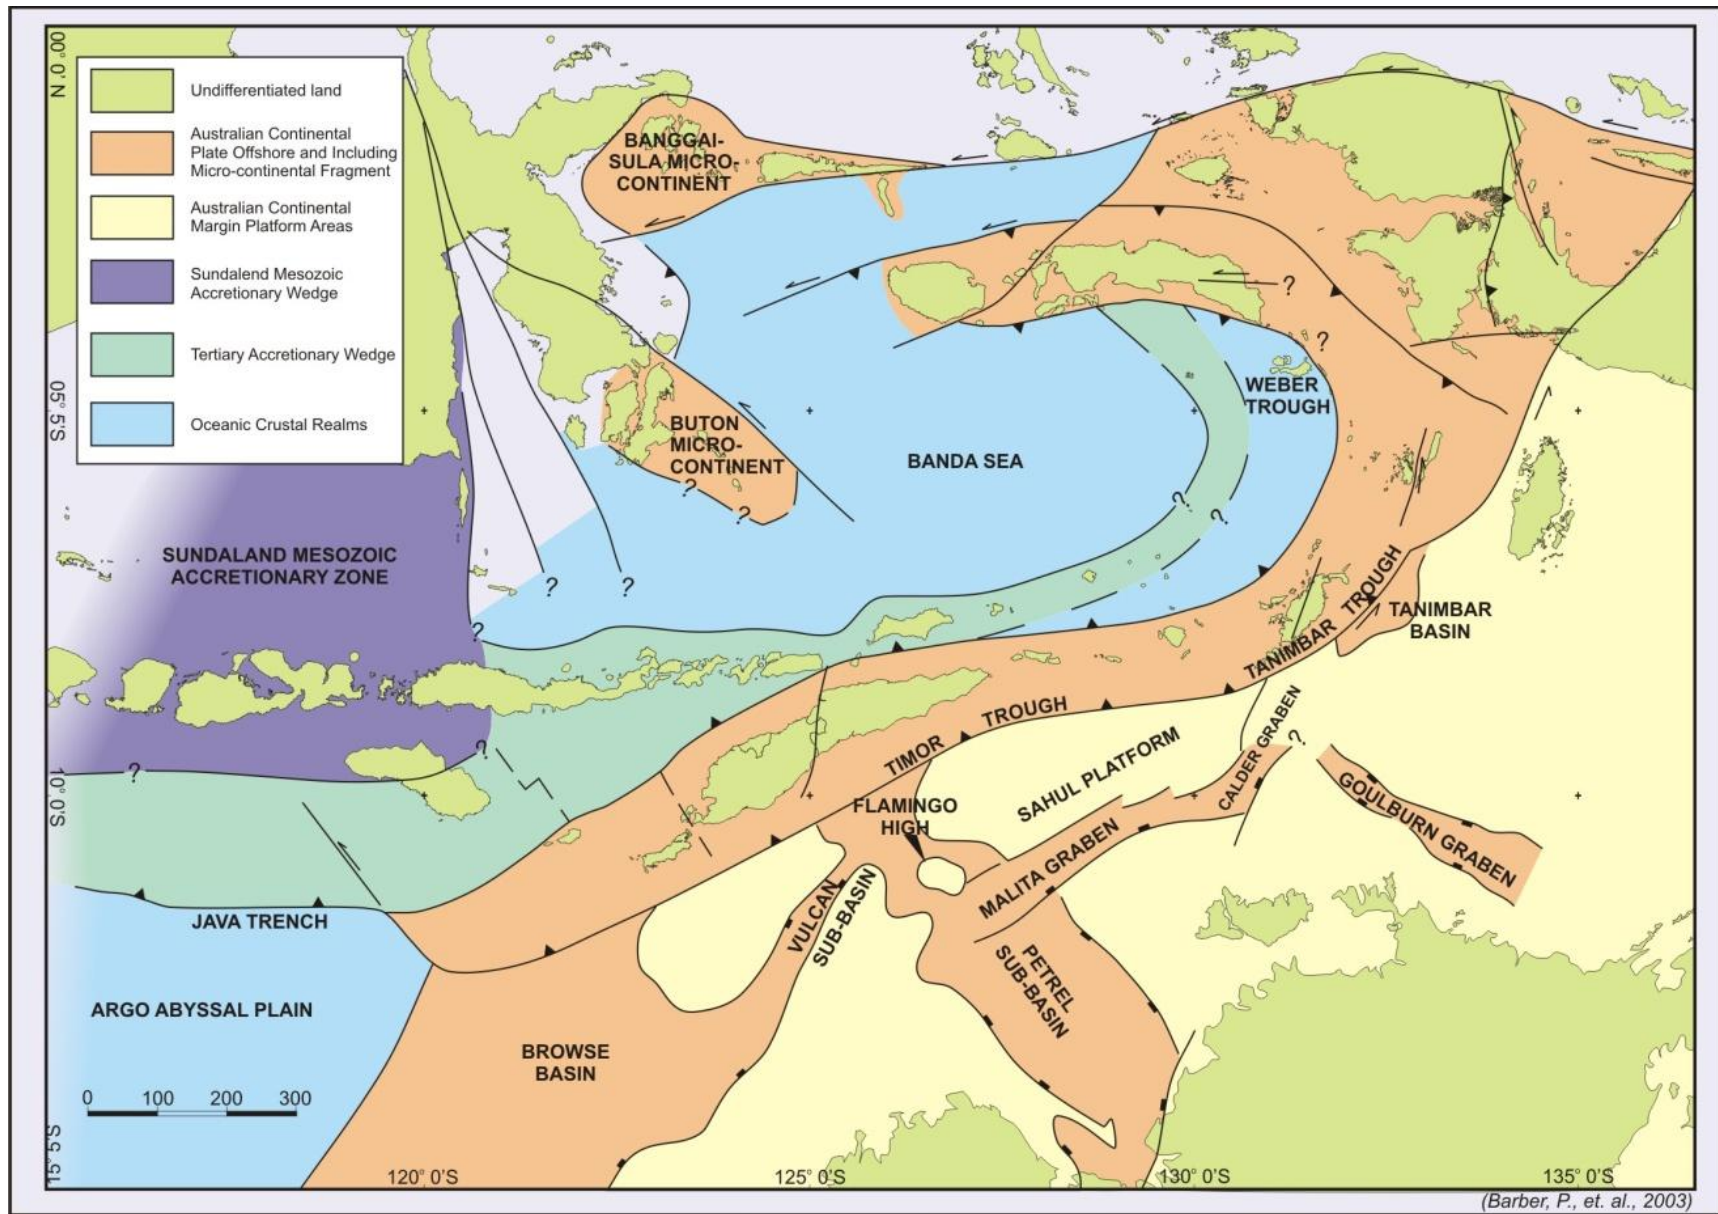 00° 0,' N
Undifferentiated land
Australian Continental
Plate Offshore and Including
Micro-continental Fragment
Australian Continental
Margin Platform Areas
Sundalend Mesozoic
Accretionary Wedge
Tertiary Accretionary Wedge
Oceanic Crustal Realms
BANGGAI-
SULA MICRO-
CONTINENT
?
?
WEBER
TROUGH
05° 5,'S
BUTON
MICRO-
CONTINENT
BANDA SEA
?
?
?
?
SUNDALAND MESOZOIC
ACCRETIONARY ZONE
?
?
?
TANIMBAR TROUGH
TANIMBAR
BASIN
TIMOR TROUGH
?
?
?
10° 0,'S
SAHUL PLATFORM
CALDER GRABEN
FLAMINGO
HIGH
GOULBURN GRABEN
MALITA GRABEN
VULCAN
SUB-BASIN
JAVA TRENCH
PETREL
SUB-BASIN
ARGO ABYSSAL PLAIN
BROWSE
BASIN
0 100 200 300
15° 5,'S
120° 0'S 125° 0'S 130° 0'S 135° 0'S
(Barber, P., et. al., 2003)